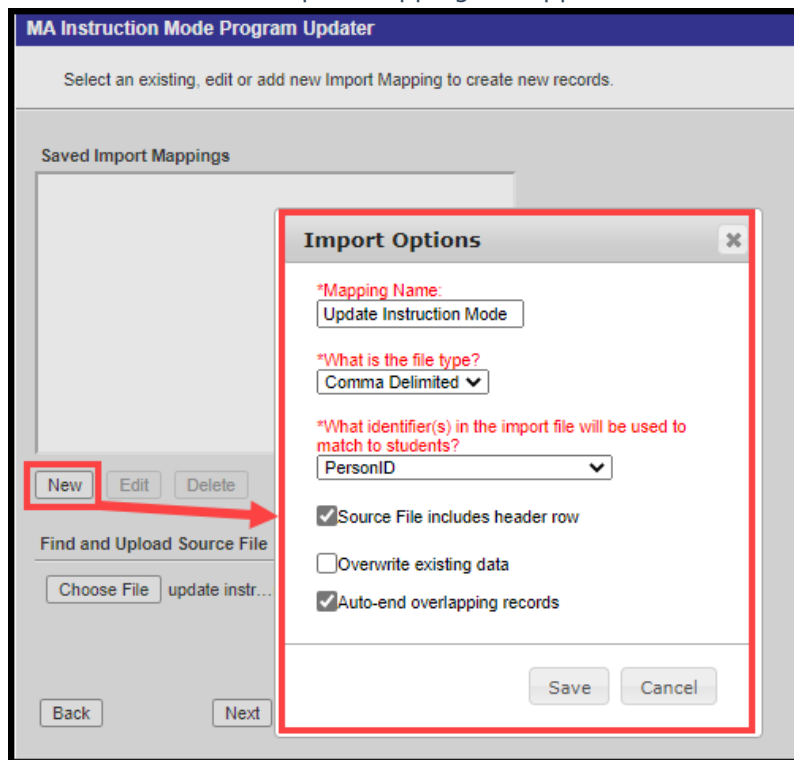 MA Instruction Mode Program Updater
Select an existing, edit or add new Import Mapping to create new records.
Saved Import Mappings
Import Options
*Mapping Name:
Update Instruction Mode
*What is the file type?
Comma Delimited
*What identifier(s) in the import file will be used to
match to students?
PersonID
Source File includes header row
Overwrite existing data
Auto-end overlapping records
Save Cancel
New Edit Delete
Find and Upload Source File
Choose File update instr...
Back Next